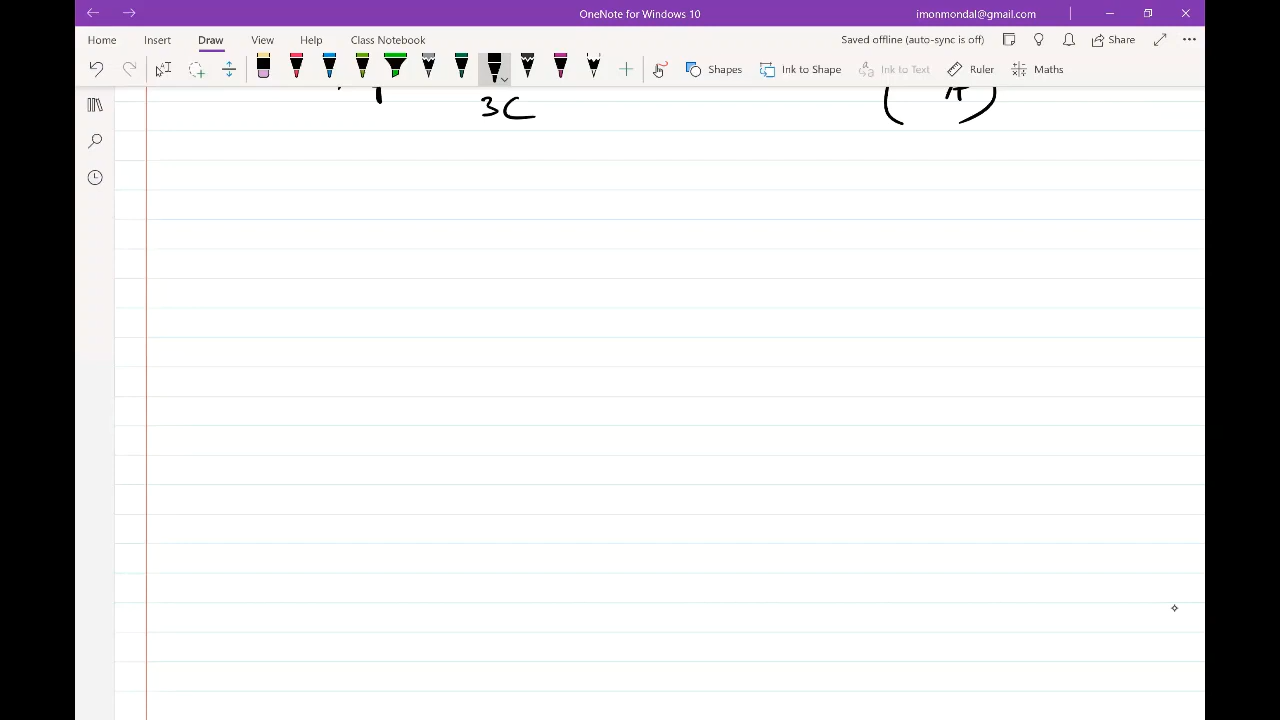 OneNote for Windows 10
imonmondal@gmail.com
Home Insert Draw View Help Class Notebook
Saved offline (auto-sync is off) Share
Shapes Ink to Shape Ink to Text Ruler Maths
3C